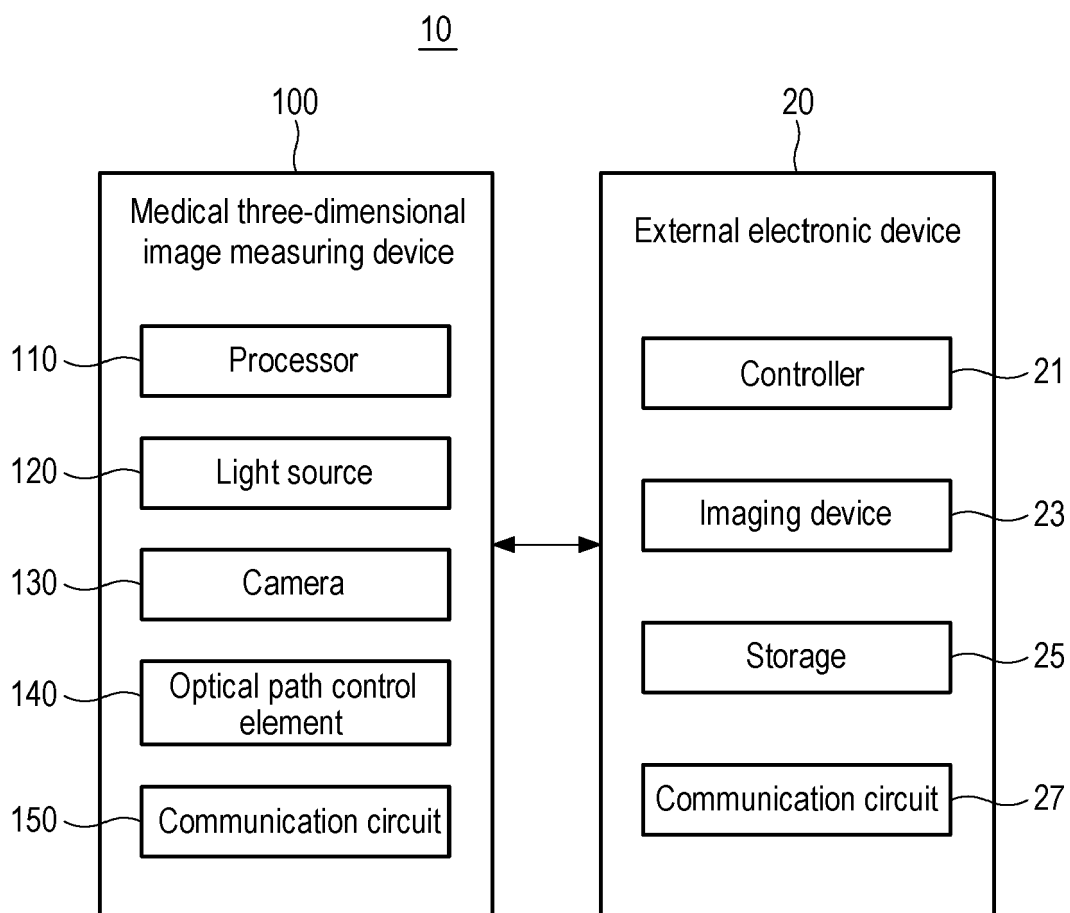 10
100
20
Medical three-dimensional
image measuring device
External electronic device
110
Processor
120
Light source
130
Camera
140
Optical path control
element
150
Communication circuit
Controller
21
Imaging device
23
Storage
25
Communication circuit
27